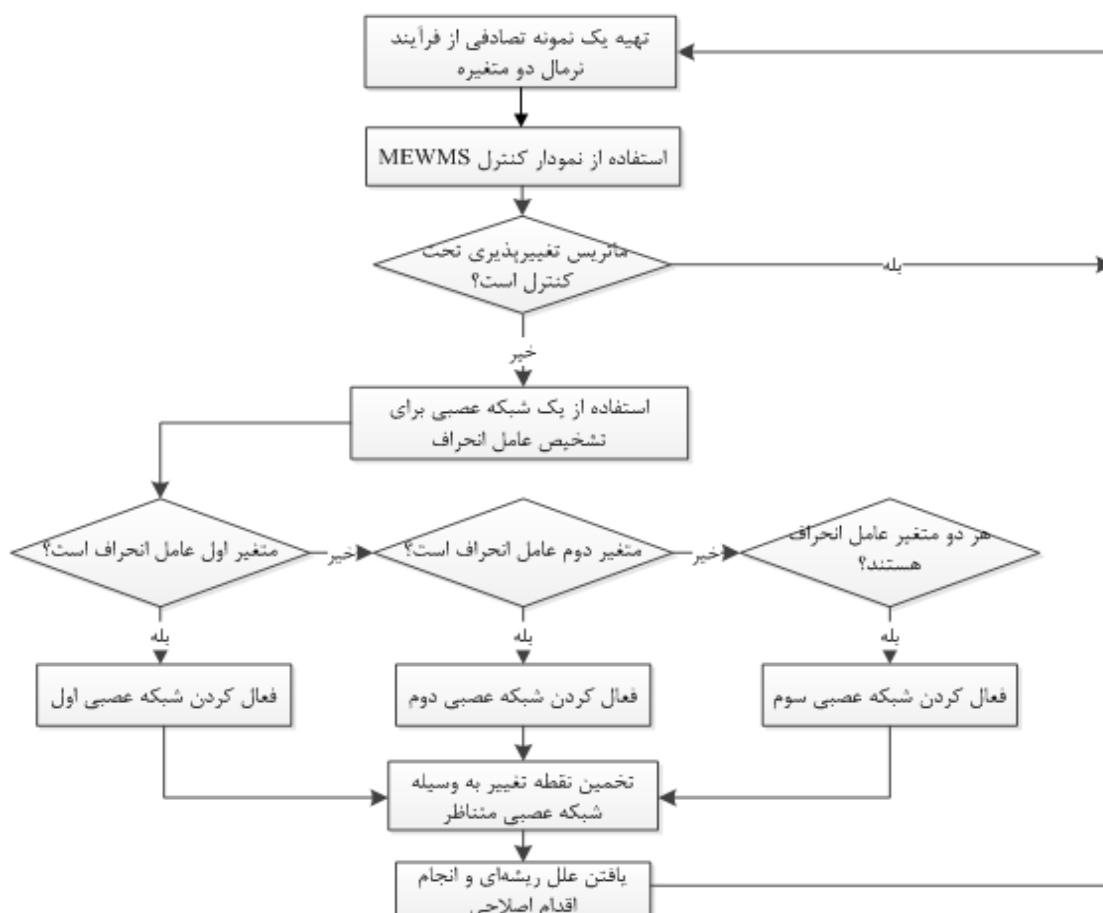 تهیه یک نمونه تصادفی از فرآیند
نرمال دو متغیره
استفاده از نمودار کنترل MEWMS
ماتریس تغییرپذیری تحت
کنترل است؟
بله
خیر
استفاده از یک شبکه عصبی برای
تشخیص عامل انحراف
متغیر اول عامل انحراف است؟
خیر
متغیر دوم عامل انحراف است؟
خیر
هر دو متغیر عامل انحراف
هستند؟
بله
بله
بله
فعال کردن شبکه عصبی اول
فعال کردن شبکه عصبی دوم
فعال کردن شبکه عصبی سوم
تخمین نقطه تغییر به وسیله
شبکه عصبی متناظر
یافتن علل ریشه‌ای و انجام
اقدام اصلاحی